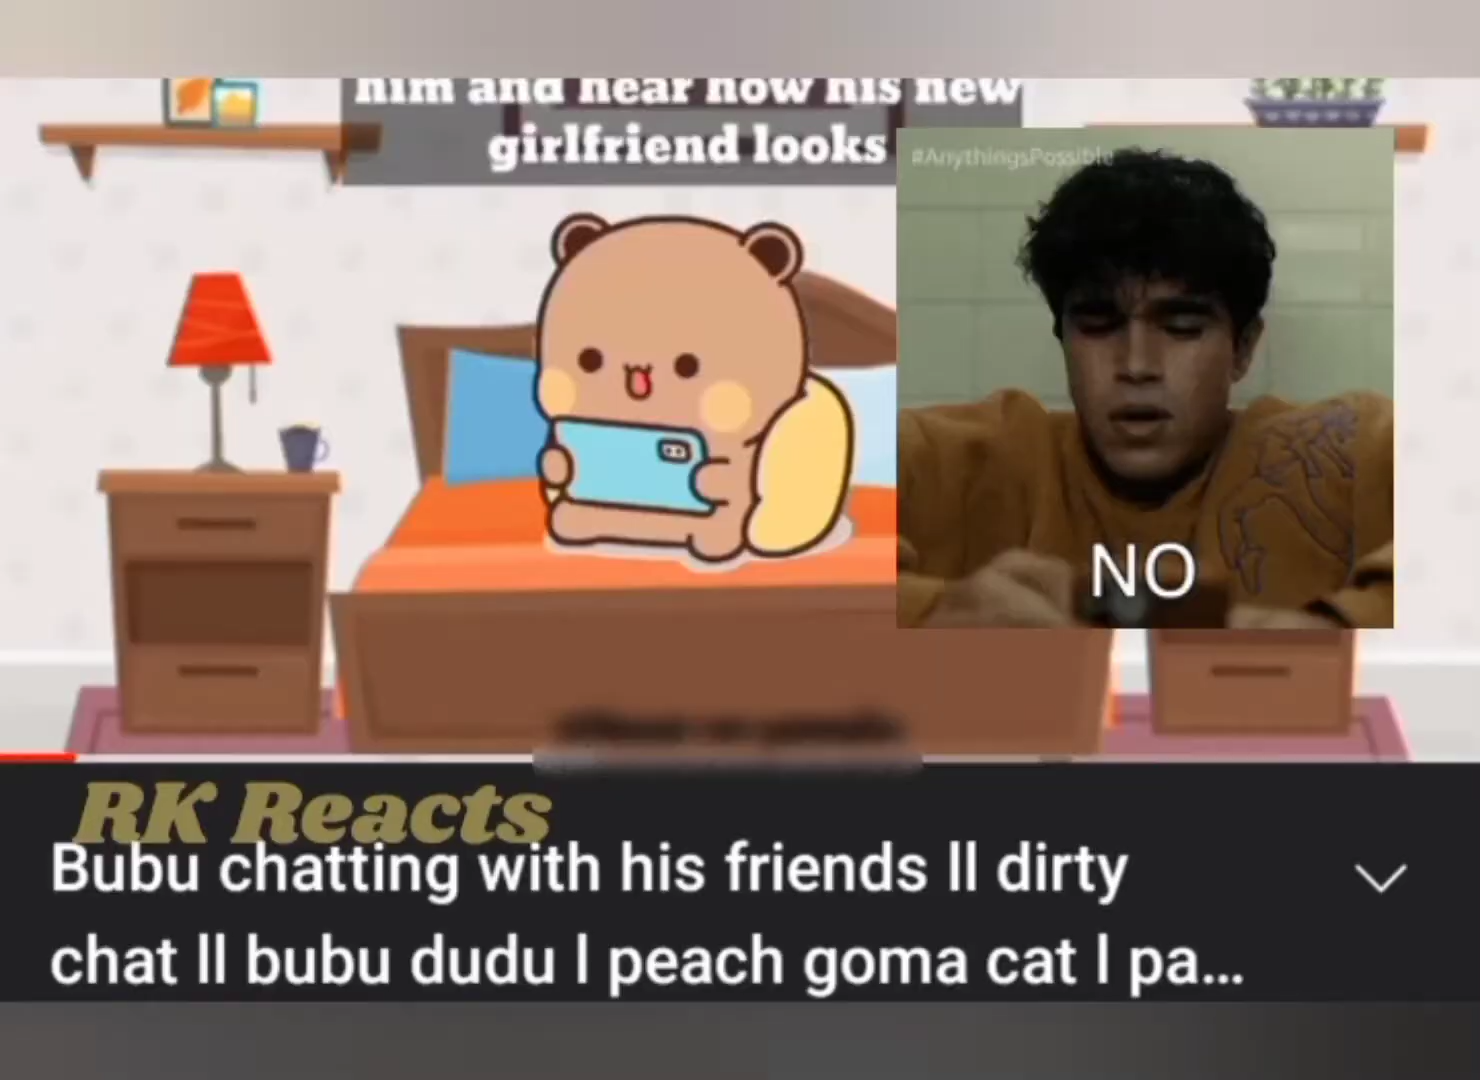 him and hear how his new
girlfriend looks
#AnythingsPossible
NO
RK Reacts
Bubu chatting with his friends ll dirty
chat ll bubu dudu l peach goma cat l pa...